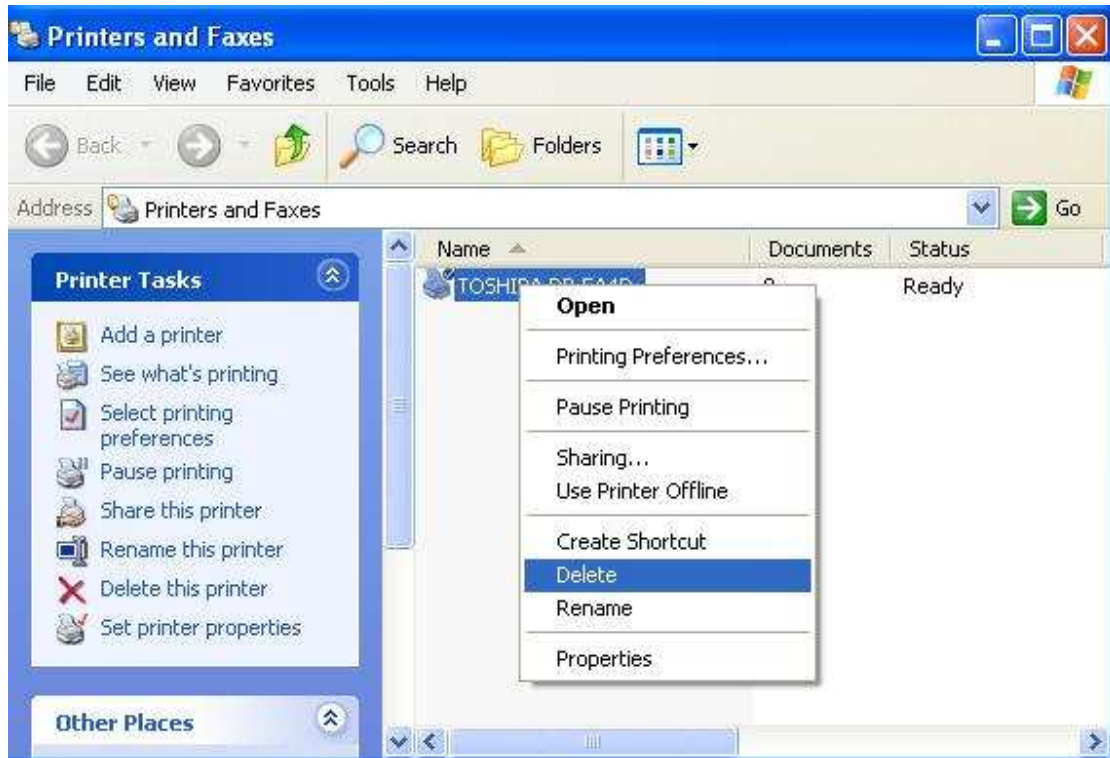 Printers and Faxes
File Edit View Favorites Tools Help
Back Search Folders
Address Printers and Faxes Go
Printer Tasks
Add a printer
See what's printing
Select printing
preferences
Pause printing
Share this printer
Rename this printer
Delete this printer
Set printer properties
Other Places
Name Documents Status
TOSHIBA Ready
Open
Printing Preferences...
Pause Printing
Sharing...
Use Printer Offline
Create Shortcut
Delete
Rename
Properties